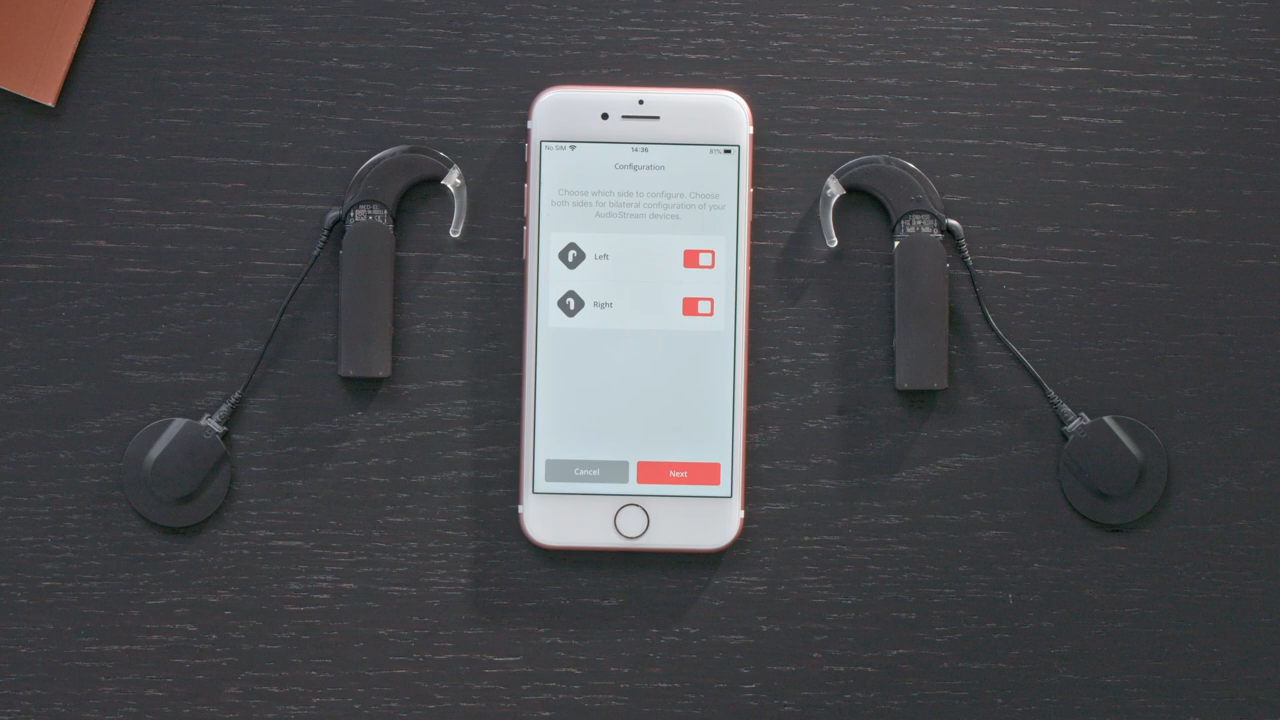 No SIM 14:36 81%
Configuration
Choose which side to configure. Choose
both sides for bilateral configuration of your
AudioStream devices.
Left
Right
Cancel Next